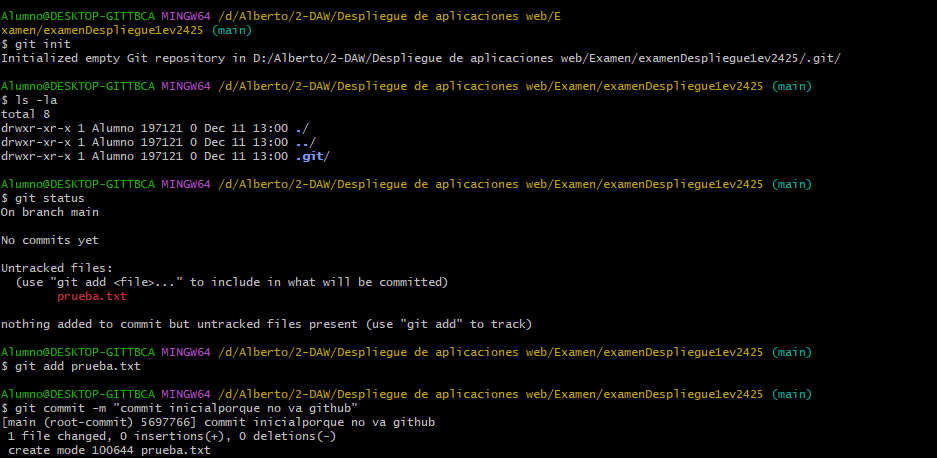 Alumno@DESKTOP-GITTBCA MINGW64 /d/Alberto/2-DAW/Despliegue de aplicaciones web/E
xamen/examenDespliegue1ev2425 (main)
$ git init
Initialized empty Git repository in D:/Alberto/2-DAW/Despliegue de aplicaciones web/Examen/examenDespliegue1ev2425/.git/

Alumno@DESKTOP-GITTBCA MINGW64 /d/Alberto/2-DAW/Despliegue de aplicaciones web/Examen/examenDespliegue1ev2425 (main)
$ ls -la
total 8
drwxr-xr-x 1 Alumno 197121 0 Dec 11 13:00 ./
drwxr-xr-x 1 Alumno 197121 0 Dec 11 13:00 ../
drwxr-xr-x 1 Alumno 197121 0 Dec 11 13:00 .git/

Alumno@DESKTOP-GITTBCA MINGW64 /d/Alberto/2-DAW/Despliegue de aplicaciones web/Examen/examenDespliegue1ev2425 (main)
$ git status
On branch main

No commits yet

Untracked files:
  (use "git add <file>..." to include in what will be committed)
        prueba.txt

nothing added to commit but untracked files present (use "git add" to track)

Alumno@DESKTOP-GITTBCA MINGW64 /d/Alberto/2-DAW/Despliegue de aplicaciones web/Examen/examenDespliegue1ev2425 (main)
$ git add prueba.txt

Alumno@DESKTOP-GITTBCA MINGW64 /d/Alberto/2-DAW/Despliegue de aplicaciones web/Examen/examenDespliegue1ev2425 (main)
$ git commit -m "commit inicialporque no va github"
[main (root-commit) 5697766] commit inicialporque no va github
 1 file changed, 0 insertions(+), 0 deletions(-)
 create mode 100644 prueba.txt